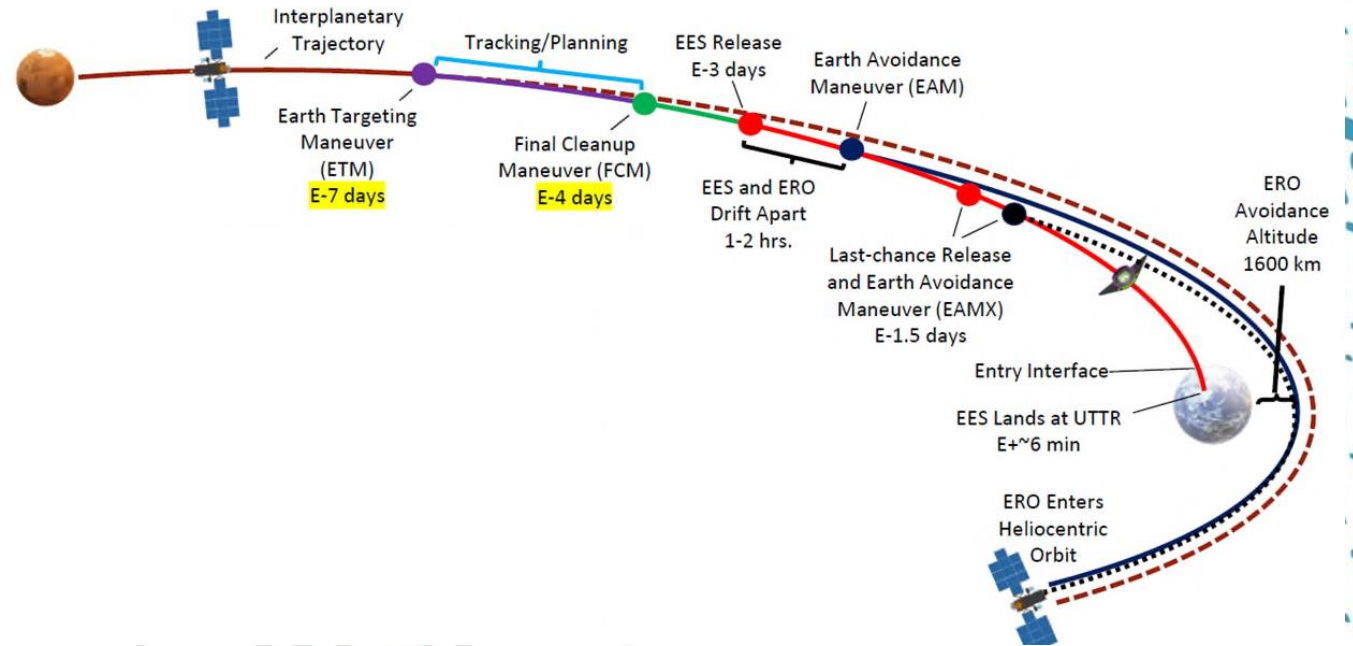 Interplanetary
Trajectory
Tracking/Planning
EES Release
E-3 days
Earth Avoidance
Maneuver (EAM)
Earth Targeting
Maneuver
(ETM)
E-7 days
Final Cleanup
Maneuver (FCM)
E-4 days
EES and ERO
Drift Apart
1-2 hrs.
Last-chance Release
and Earth Avoidance
Maneuver (EAMX)
E-1.5 days
ERO
Avoidance
Altitude
1600 km
Entry Interface
EES Lands at UTTR
E+~6 min
ERO Enters
Heliocentric
Orbit